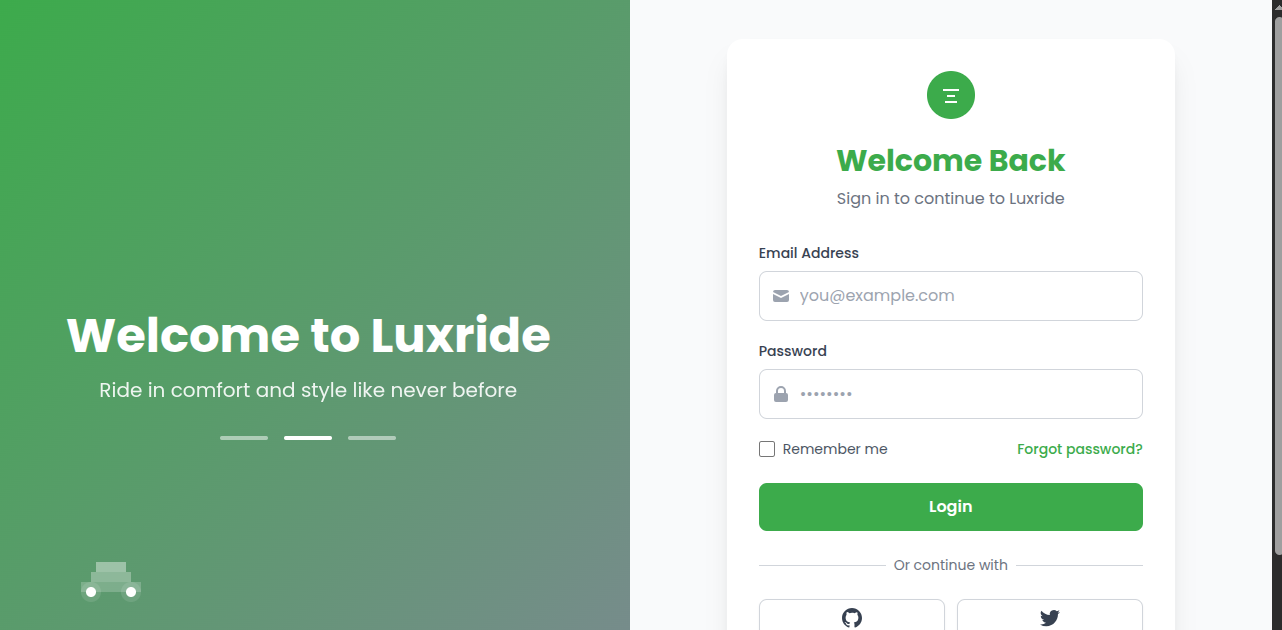 Welcome to Luxride
Ride in comfort and style like never before
Welcome Back
Sign in to continue to Luxride
Email Address
you@example.com
Password
••••••••
Remember me
Forgot password?
Login
Or continue with